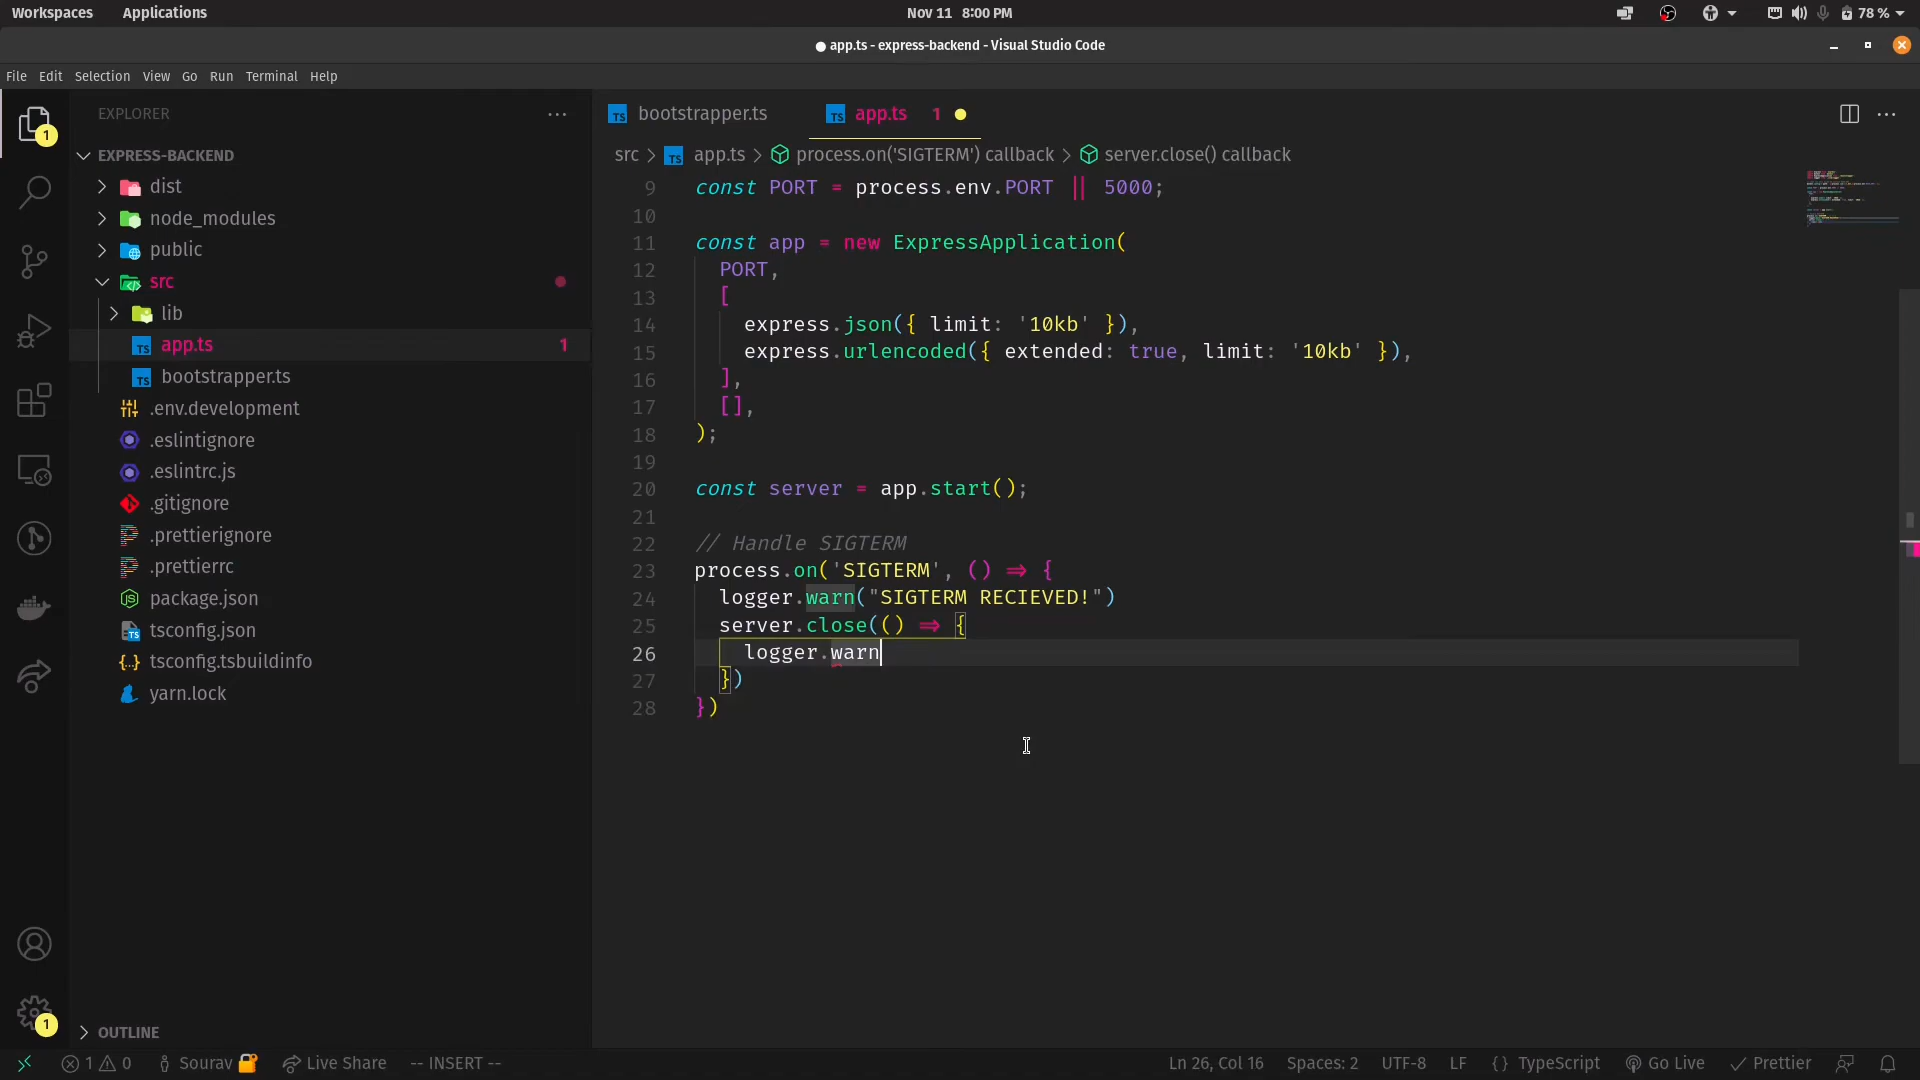 Workspaces Applications Nov 11 8:00 PM 78 %
● app.ts - express-backend - Visual Studio Code
File Edit Selection View Go Run Terminal Help
EXPLORER ···
1
EXPRESS-BACKEND
dist
node_modules
public
src
lib
app.ts 1
bootstrapper.ts
.env.development
.eslintignore
.eslintrc.js
.gitignore
.prettierignore
.prettierrc
package.json
tsconfig.json
tsconfig.tsbuildinfo
yarn.lock
1
OUTLINE
bootstrapper.ts app.ts 1
src > app.ts > process.on('SIGTERM') callback > server.close() callback
9 const PORT = process.env.PORT || 5000;
10
11 const app = new ExpressApplication(
12 PORT,
13 [
14 express.json({ limit: '10kb' }),
15 express.urlencoded({ extended: true, limit: '10kb' }),
16 ],
17 [],
18 );
19
20 const server = app.start();
21
22 // Handle SIGTERM
23 process.on('SIGTERM', () => {
24 logger.warn("SIGTERM RECIEVED!")
25 server.close(() => {
26 logger.warn
27 })
28 })
1 0 Sourav Live Share -- INSERT -- Ln 26, Col 16 Spaces: 2 UTF-8 LF {} TypeScript Go Live Prettier